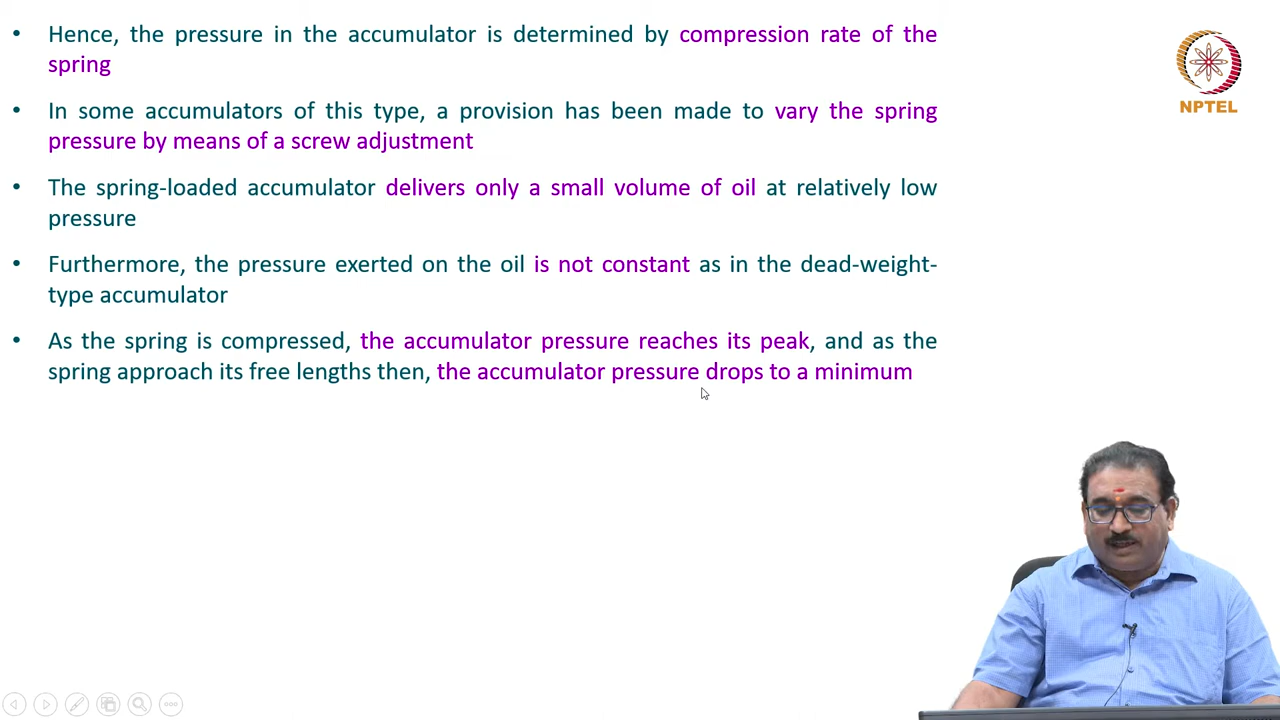 • Hence, the pressure in the accumulator is determined by compression rate of the
spring
• In some accumulators of this type, a provision has been made to vary the spring
pressure by means of a screw adjustment
• The spring-loaded accumulator delivers only a small volume of oil at relatively low
pressure
• Furthermore, the pressure exerted on the oil is not constant as in the dead-weight-
type accumulator
• As the spring is compressed, the accumulator pressure reaches its peak, and as the
spring approach its free lengths then, the accumulator pressure drops to a minimum
NPTEL